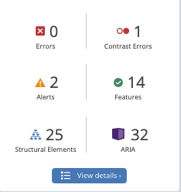 0 1
Errors Contrast Errors
2 14
Alerts Features
25 32
Structural Elements ARIA
View details ›